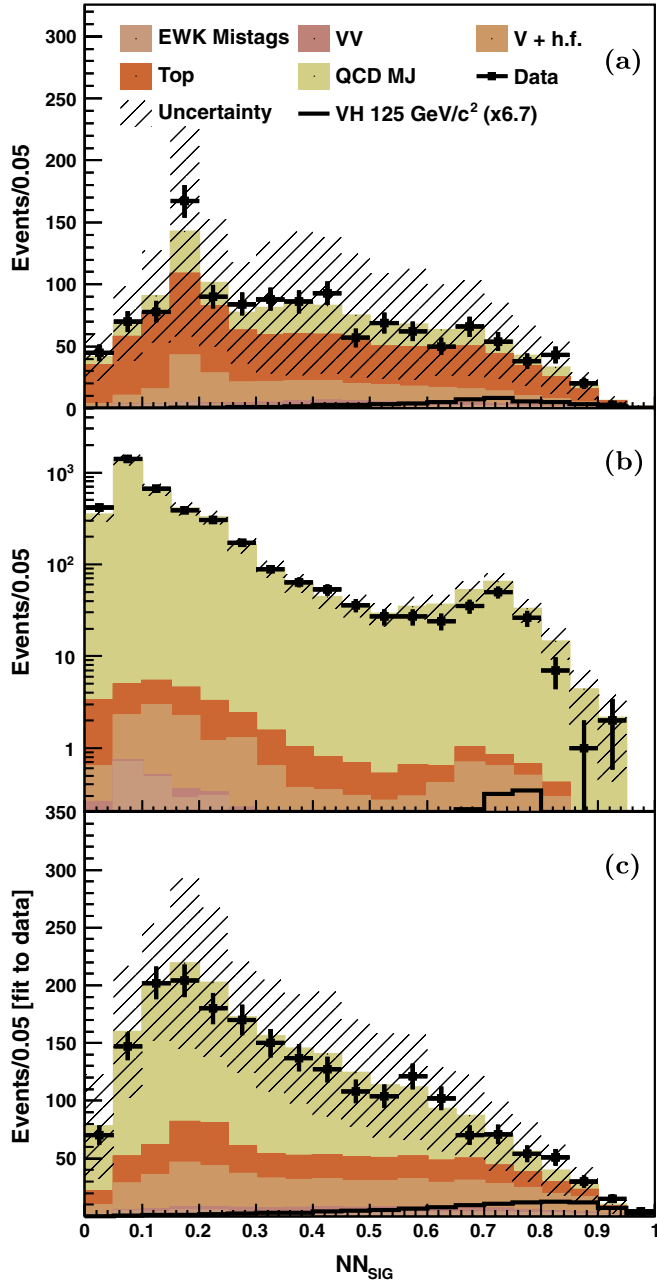 EWK Mistags VV V + h.f.
Top QCD MJ Data
Uncertainty VH 125 GeV/c² (x6.7)
(a)
Events/0.05
300
250
200
150
100
50
0
(b)
Events/0.05
10³
10²
10
1
(c)
Events/0.05 [fit to data]
350
300
250
200
150
100
50
0 0.1 0.2 0.3 0.4 0.5 0.6 0.7 0.8 0.9 1
NN_SIG